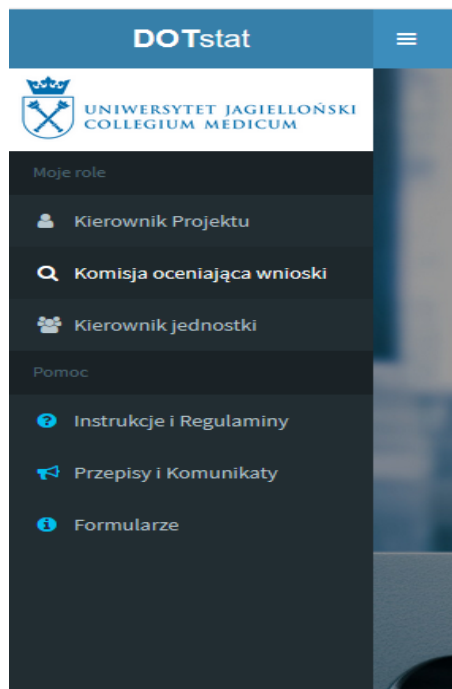 DOTstat
UNIWERSYTET JAGIELLOŃSKI
COLLEGIUM MEDICUM
Moje role
Kierownik Projektu
Komisja oceniająca wnioski
Kierownik jednostki
Pomoc
Instrukcje i Regulaminy
Przepisy i Komunikaty
Formularze